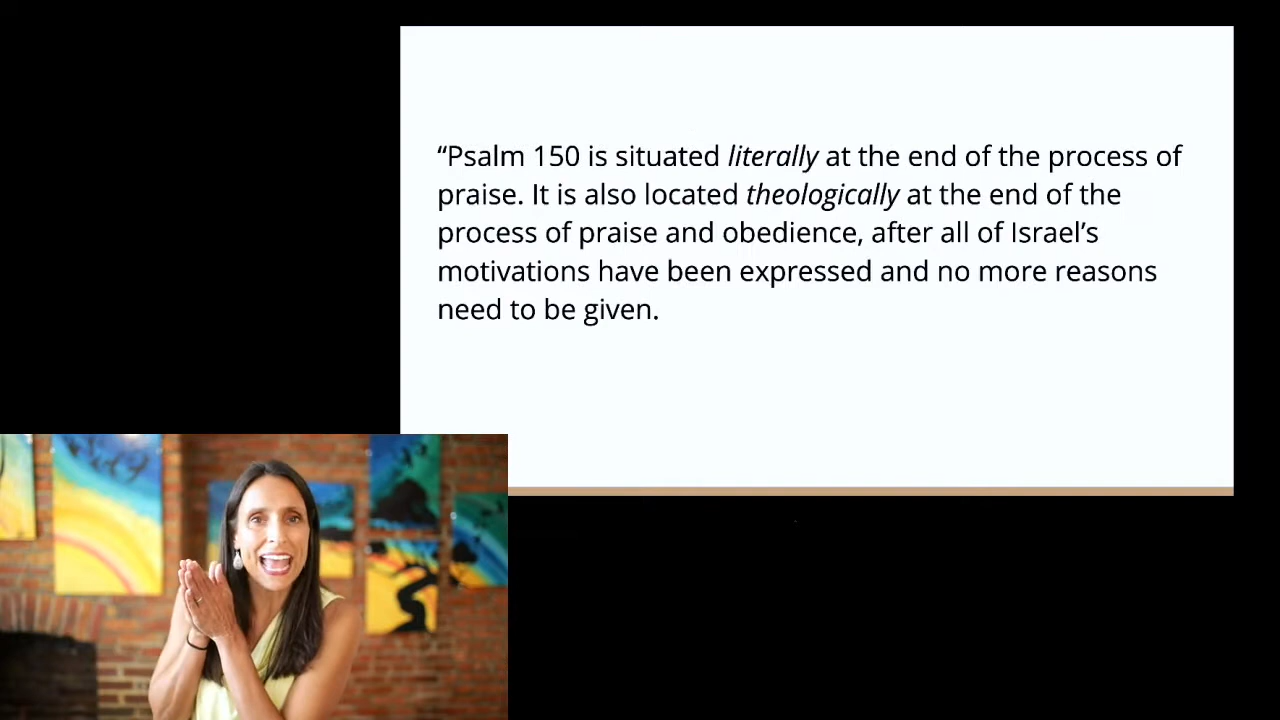 “Psalm 150 is situated literally at the end of the process of
praise. It is also located theologically at the end of the
process of praise and obedience, after all of Israel’s
motivations have been expressed and no more reasons
need to be given.